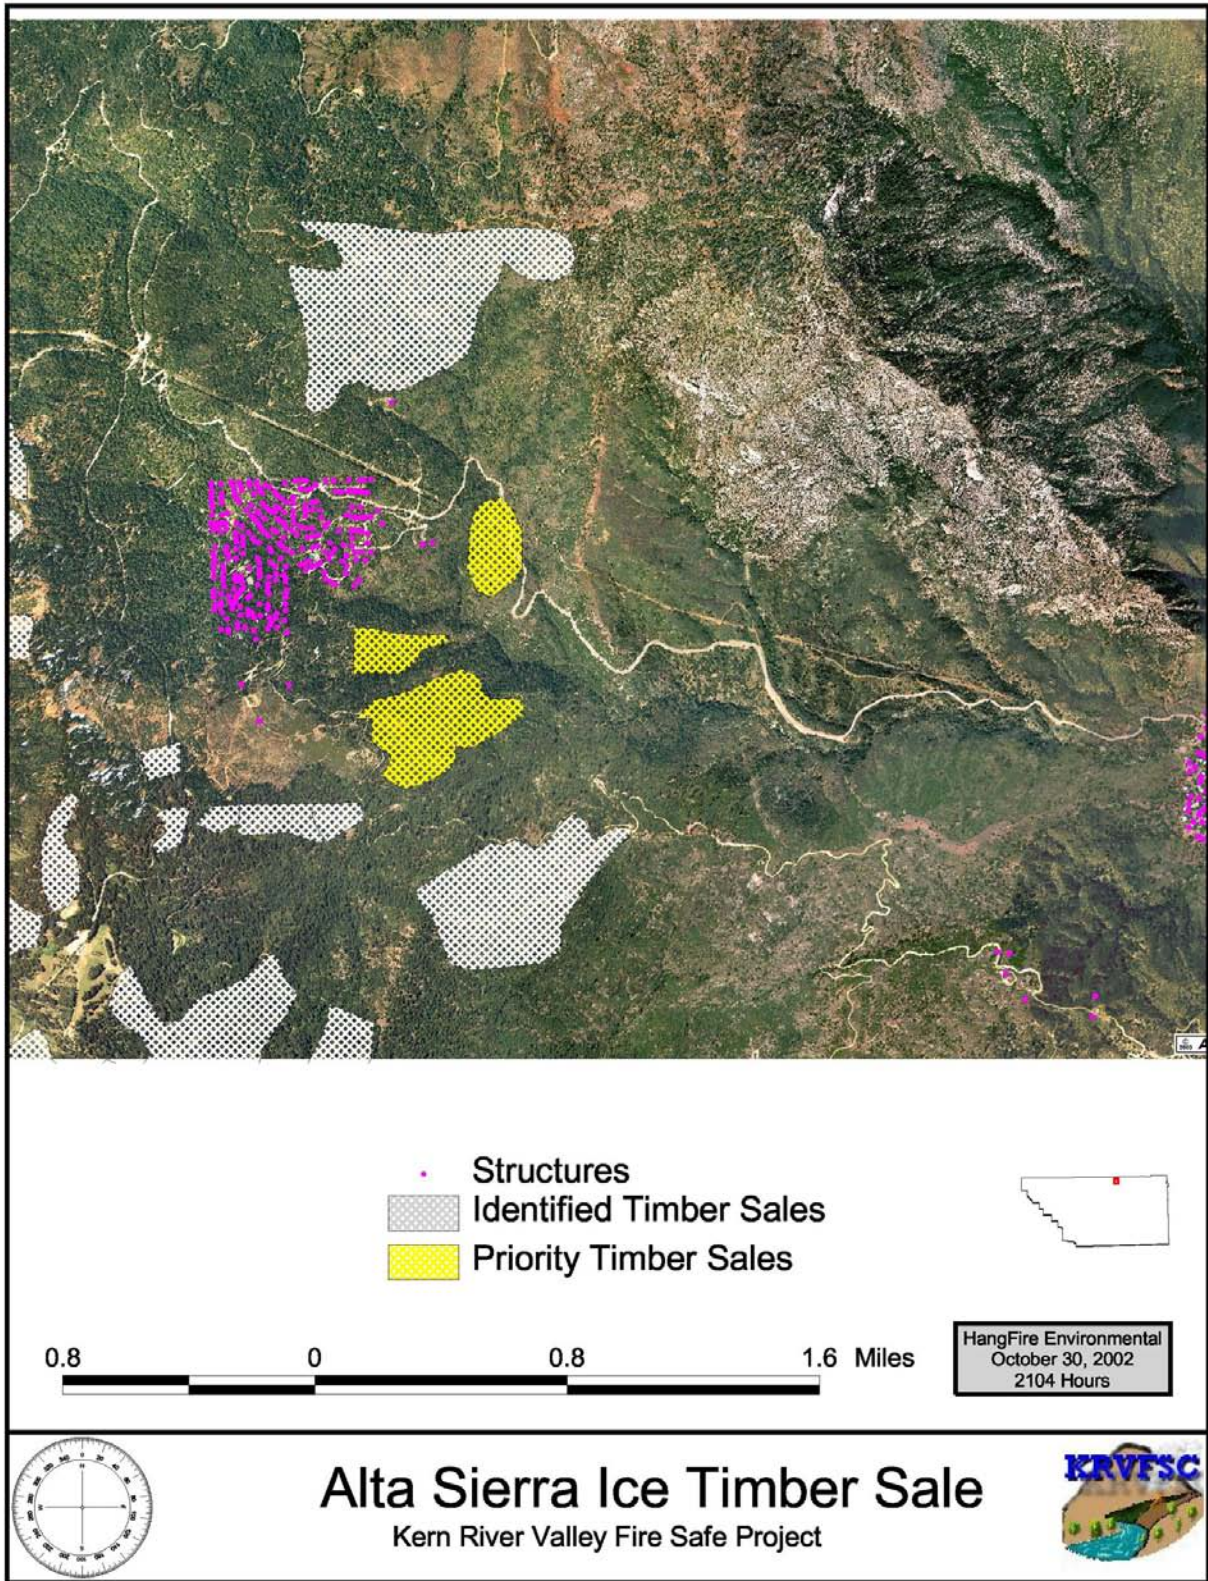 Structures
Identified Timber Sales
Priority Timber Sales
0.8 0 0.8 1.6 Miles
HangFire Environmental
October 30, 2002
2104 Hours
Alta Sierra Ice Timber Sale
Kern River Valley Fire Safe Project
KRVFSC